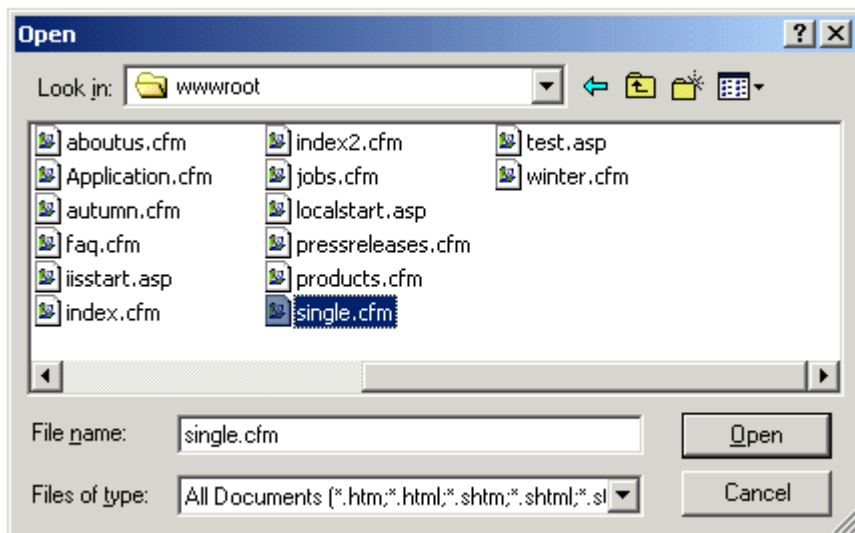 Open
Look in: wwwroot
aboutus.cfm index2.cfm test.asp
Application.cfm jobs.cfm winter.cfm
autumn.cfm localstart.asp
faq.cfm pressreleases.cfm
iisstart.asp products.cfm
index.cfm single.cfm
File name: single.cfm Open
Files of type: All Documents (*.htm;*.html;*.shtm;*.shtml;*.sl Cancel